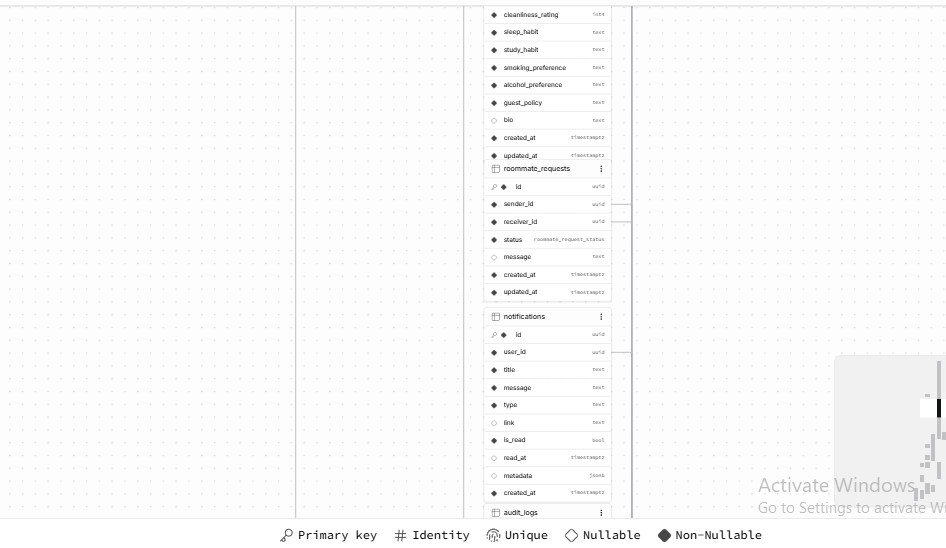 cleanliness_rating int4
sleep_habit text
study_habit text
smoking_preference text
alcohol_preference text
guest_policy text
bio text
created_at timestamptz
updated_at timestamptz
roommate_requests
id uuid
sender_id uuid
receiver_id uuid
status roommate_request_status
message text
created_at timestamptz
updated_at timestamptz
notifications
id uuid
user_id uuid
title text
message text
type text
link text
is_read bool
read_at timestamptz
metadata jsonb
created_at timestamptz
audit_logs
Activate Windows
Go to Settings to activate Wi
Primary key Identity Unique Nullable Non-Nullable